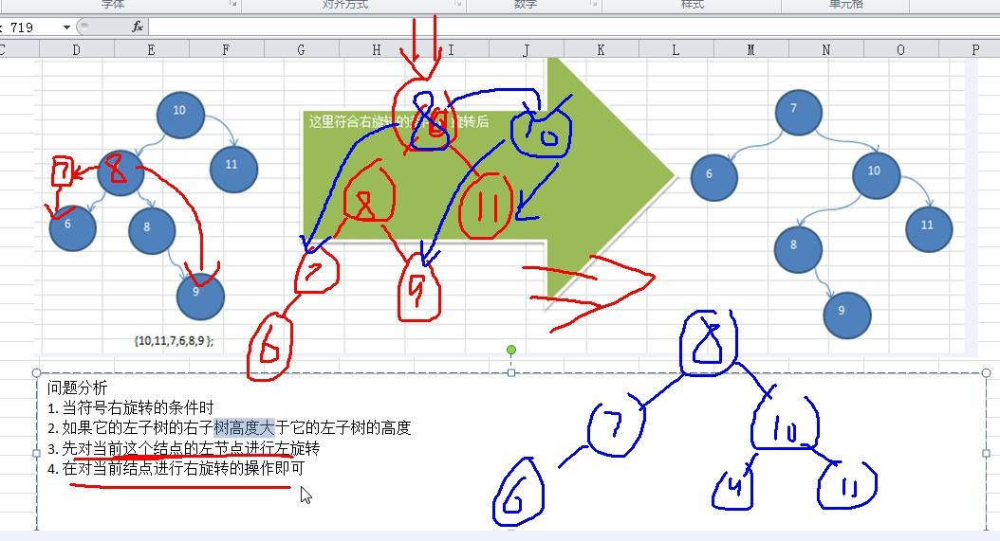 字体
对齐方式
数字
样式
单元格
719
fx
C D E F G H I J K L M N O P
10
11
7
8
6
8
9
{10,11,7,6,8,9 };
这里符合右旋转的
旋转后
8
10
8
11
7
9
6
7
6
10
8
11
9
8
7
10
6
9
11
问题分析
1. 当符号右旋转的条件时
2. 如果它的左子树的右子树高度大于它的左子树的高度
3. 先对当前这个结点的左节点进行左旋转
4. 在对当前结点进行右旋转的操作即可